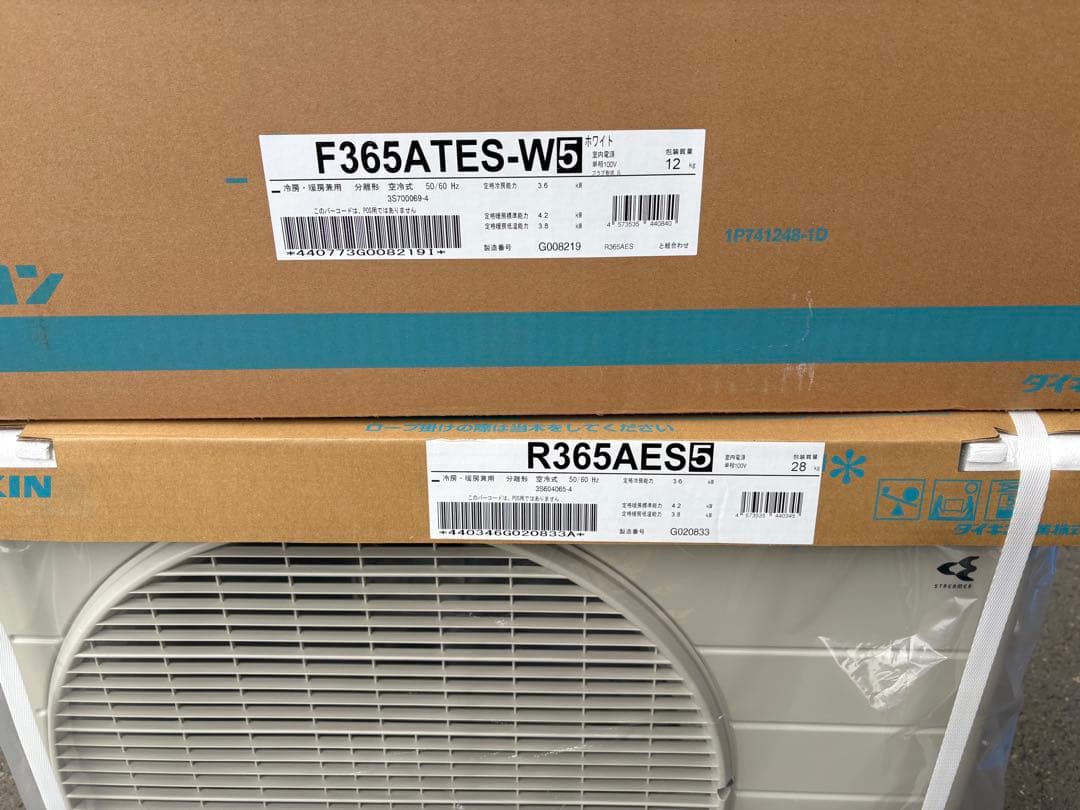 F365ATES-W5
ホワイト
室内電源
単相100V
包装質量
12 kg
冷房・暖房兼用 分離形 空冷式 50/60 Hz
3S700069-4
定格冷房能力 3.6 kW
このバーコードは、POS用ではありません
定格暖房標準能力 4.2 kW
定格暖房低温能力 3.8 kW
4 573535 440840
*440773G008219I*
製造番号 G008219
R365AES と組合わせ
1P741248-1D
ン
ダイキ
ロープ掛けの際は当木をしてください
R365AES5
室内電源
単相100V
包装質量
28 kg
冷房・暖房兼用 分離形 空冷式 50/60 Hz
3S604065-4
定格冷房能力 3.6 kW
このバーコードは、POS用ではありません
定格暖房標準能力 4.2 kW
定格暖房低温能力 3.8 kW
*440346G020833A*
製造番号 G020833
KIN
ダイキ
STREAMER